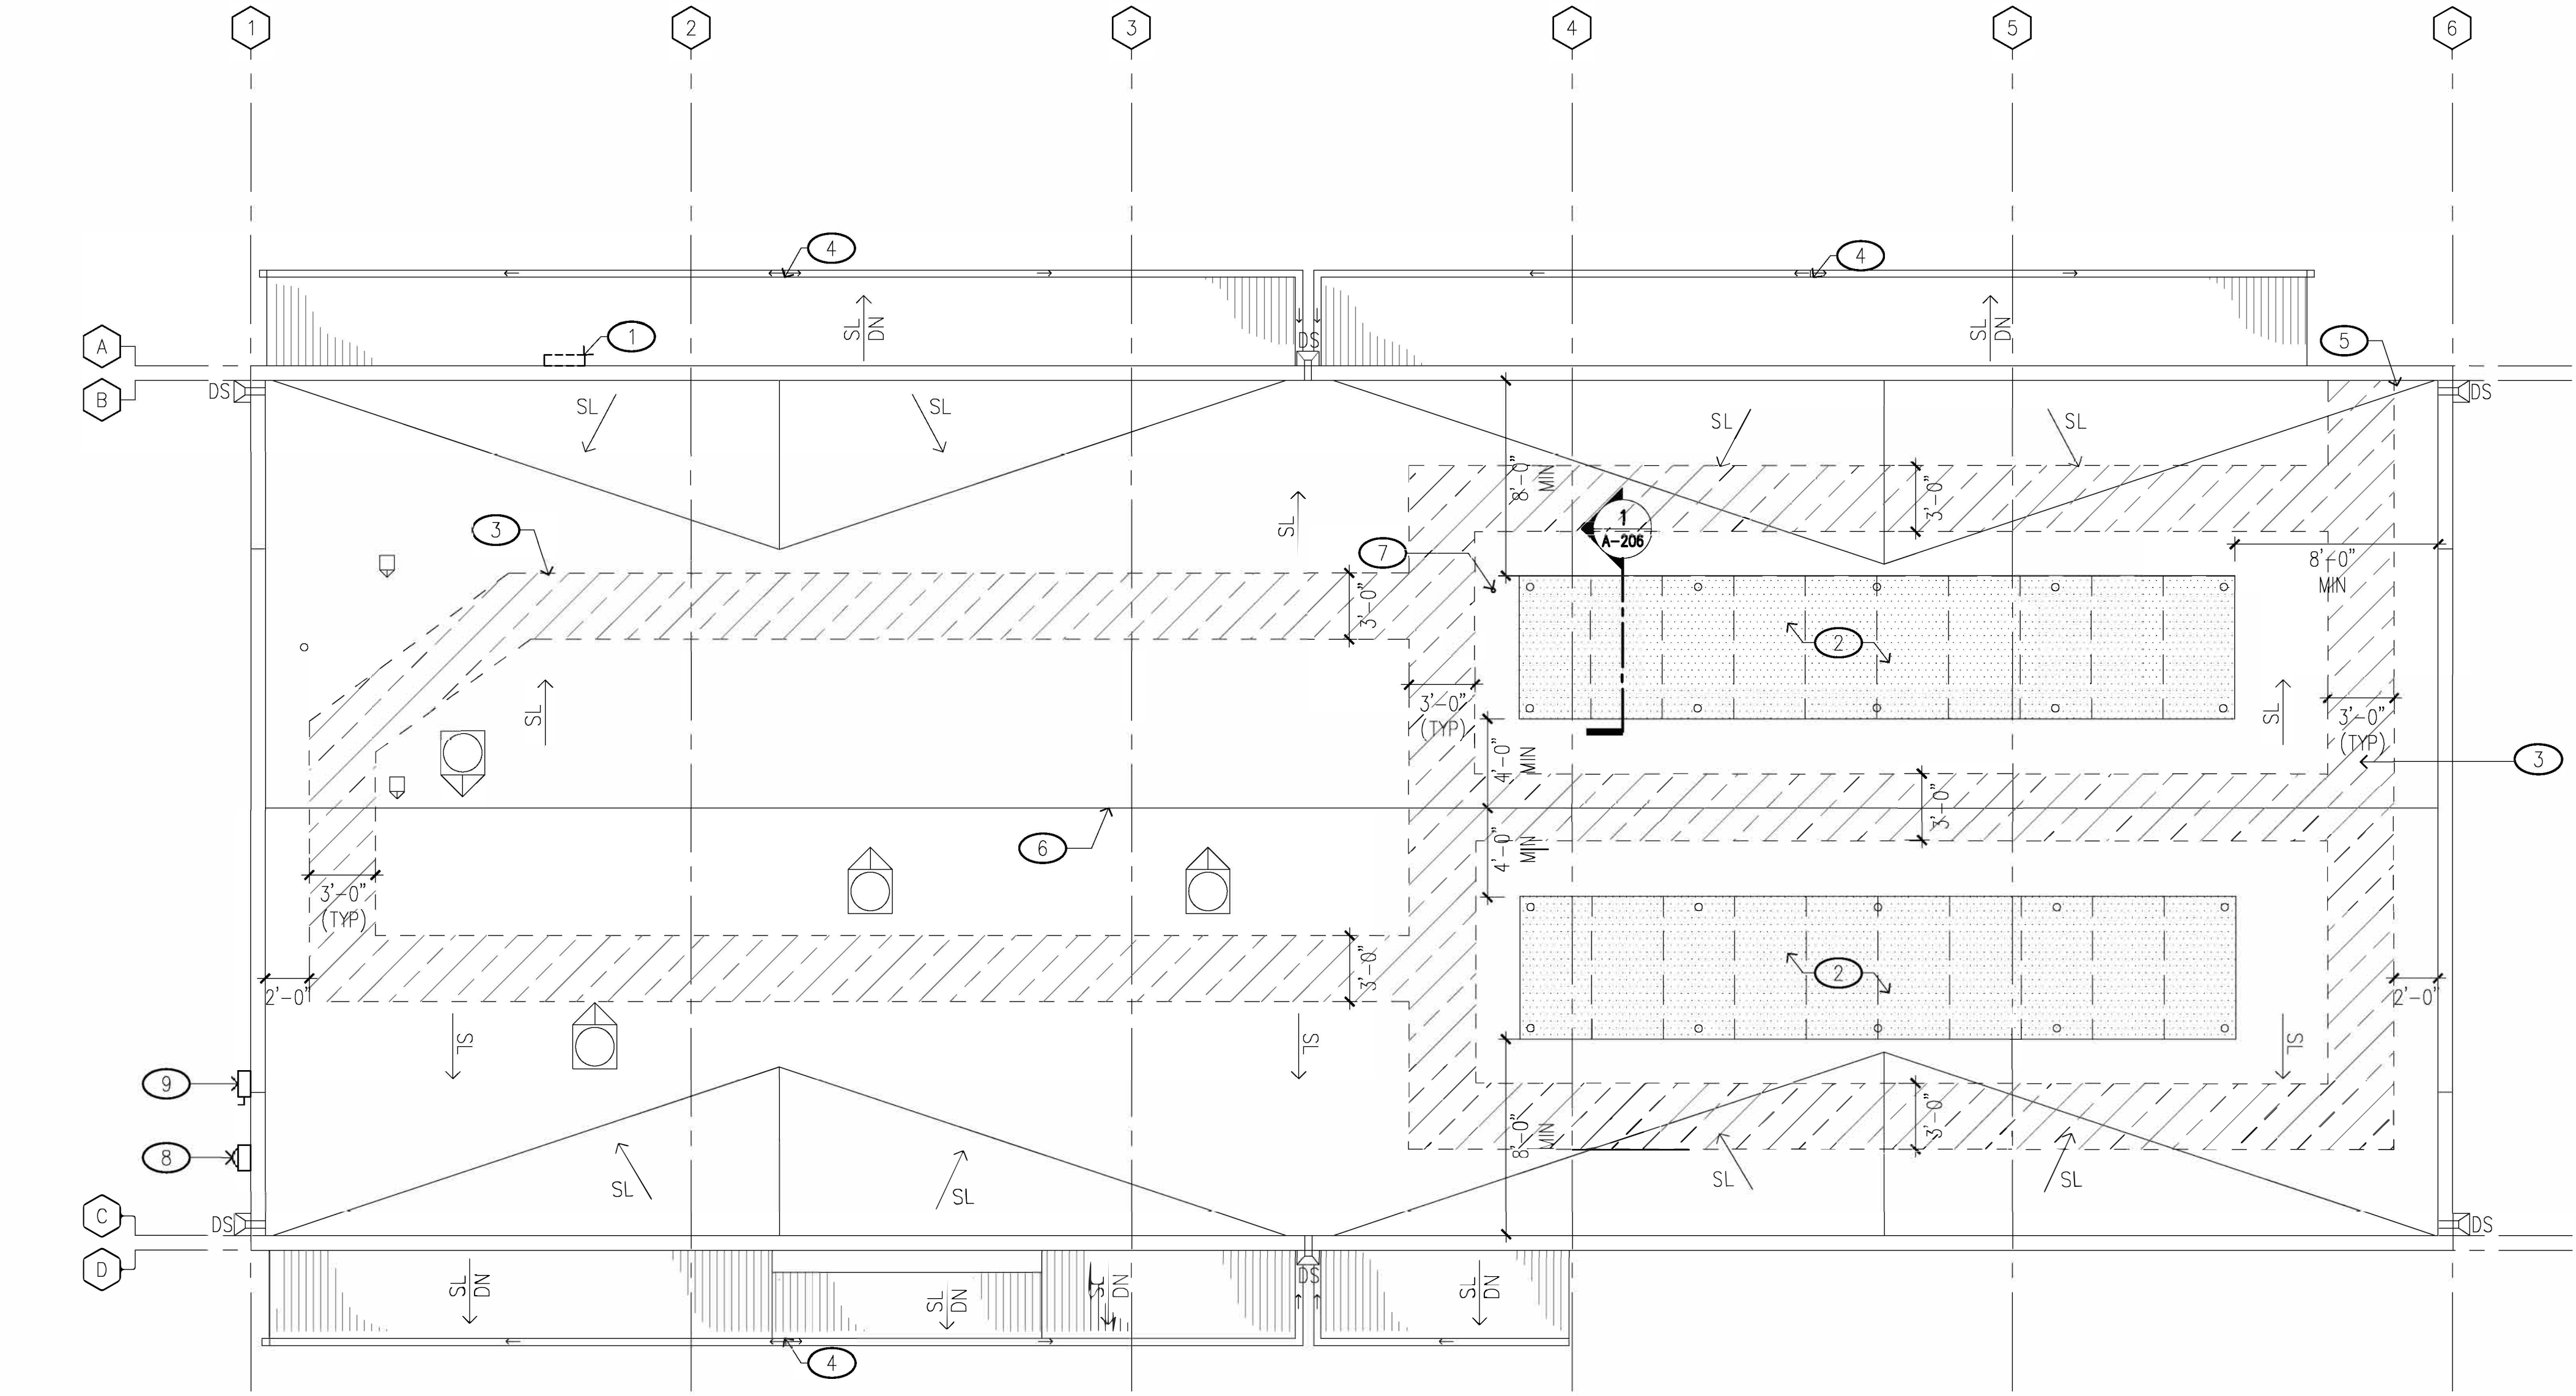 1 2 3 4 5 6
4
4
1
5
A
SL
DN
SL
DN
DS
B
DS
DS
SL
SL
SL
SL
8'-0"
MIN
3'-0"
3
SL
1
A-206
7
8'-0"
MIN
3'-0"
2
SL
3'-0"
(TYP)
SL
3'-0"
(TYP)
4'-0"
MIN
3
3'-0"
6
4'-0"
MIN
3'-0"
(TYP)
3'-0"
2
2'-0"
2'-0"
SL
SL
SL
9
8'-0"
MIN
3'-0"
8
SL
SL
SL
SL
C
DS
DS
D
DS
SL
DN
SL
DN
SL
DN
SL
DN
4